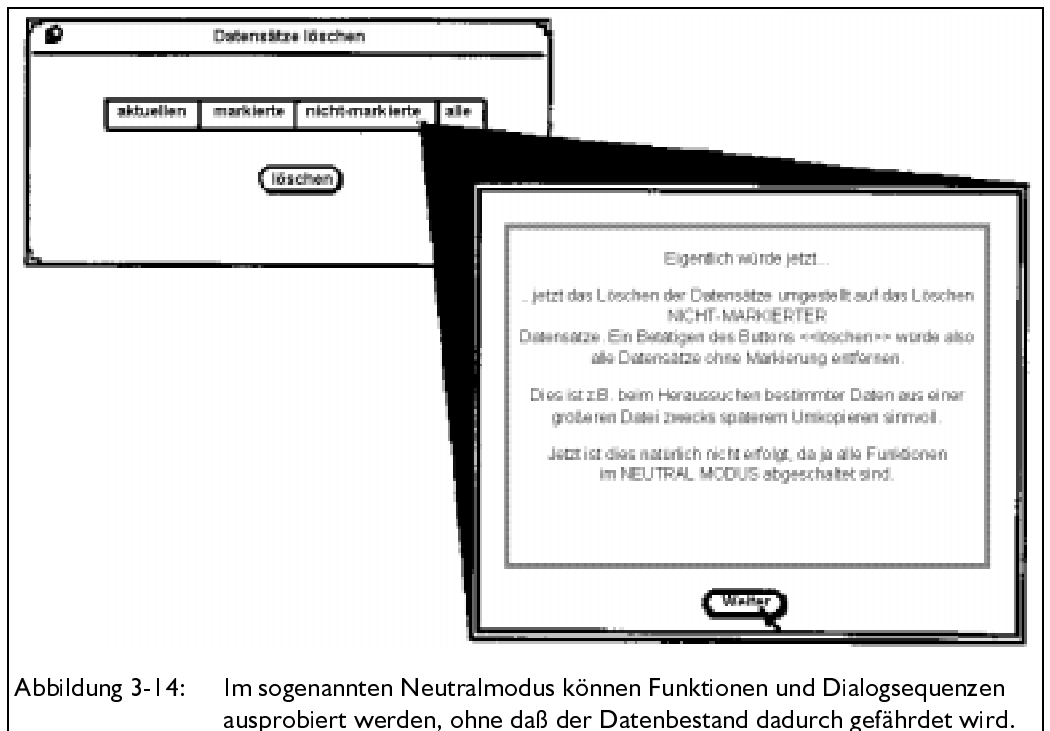 Datensätze löschen
aktuellen markierte nicht-markierte alle
löschen
Eigentlich würde jetzt...
...jetzt das Löschen der Datensätze umgestellt auf das Löschen
NICHT-MARKIERTER
Datensätze. Ein Betätigen des Buttons <<löschen>> würde also
alle Datensätze ohne Markierung entfernen.
Dies ist z.B. beim Heraussuchen bestimmter Daten aus einer
größeren Datei zwecks späterem Umkopieren sinnvoll.
Jetzt ist dies natürlich nicht erfolgt, da ja alle Funktionen
im NEUTRAL MODUS abgeschaltet sind.
Weiter
Abbildung 3-14: Im sogenannten Neutralmodus können Funktionen und Dialogsequenzen
ausprobiert werden, ohne daß der Datenbestand dadurch gefährdet wird.